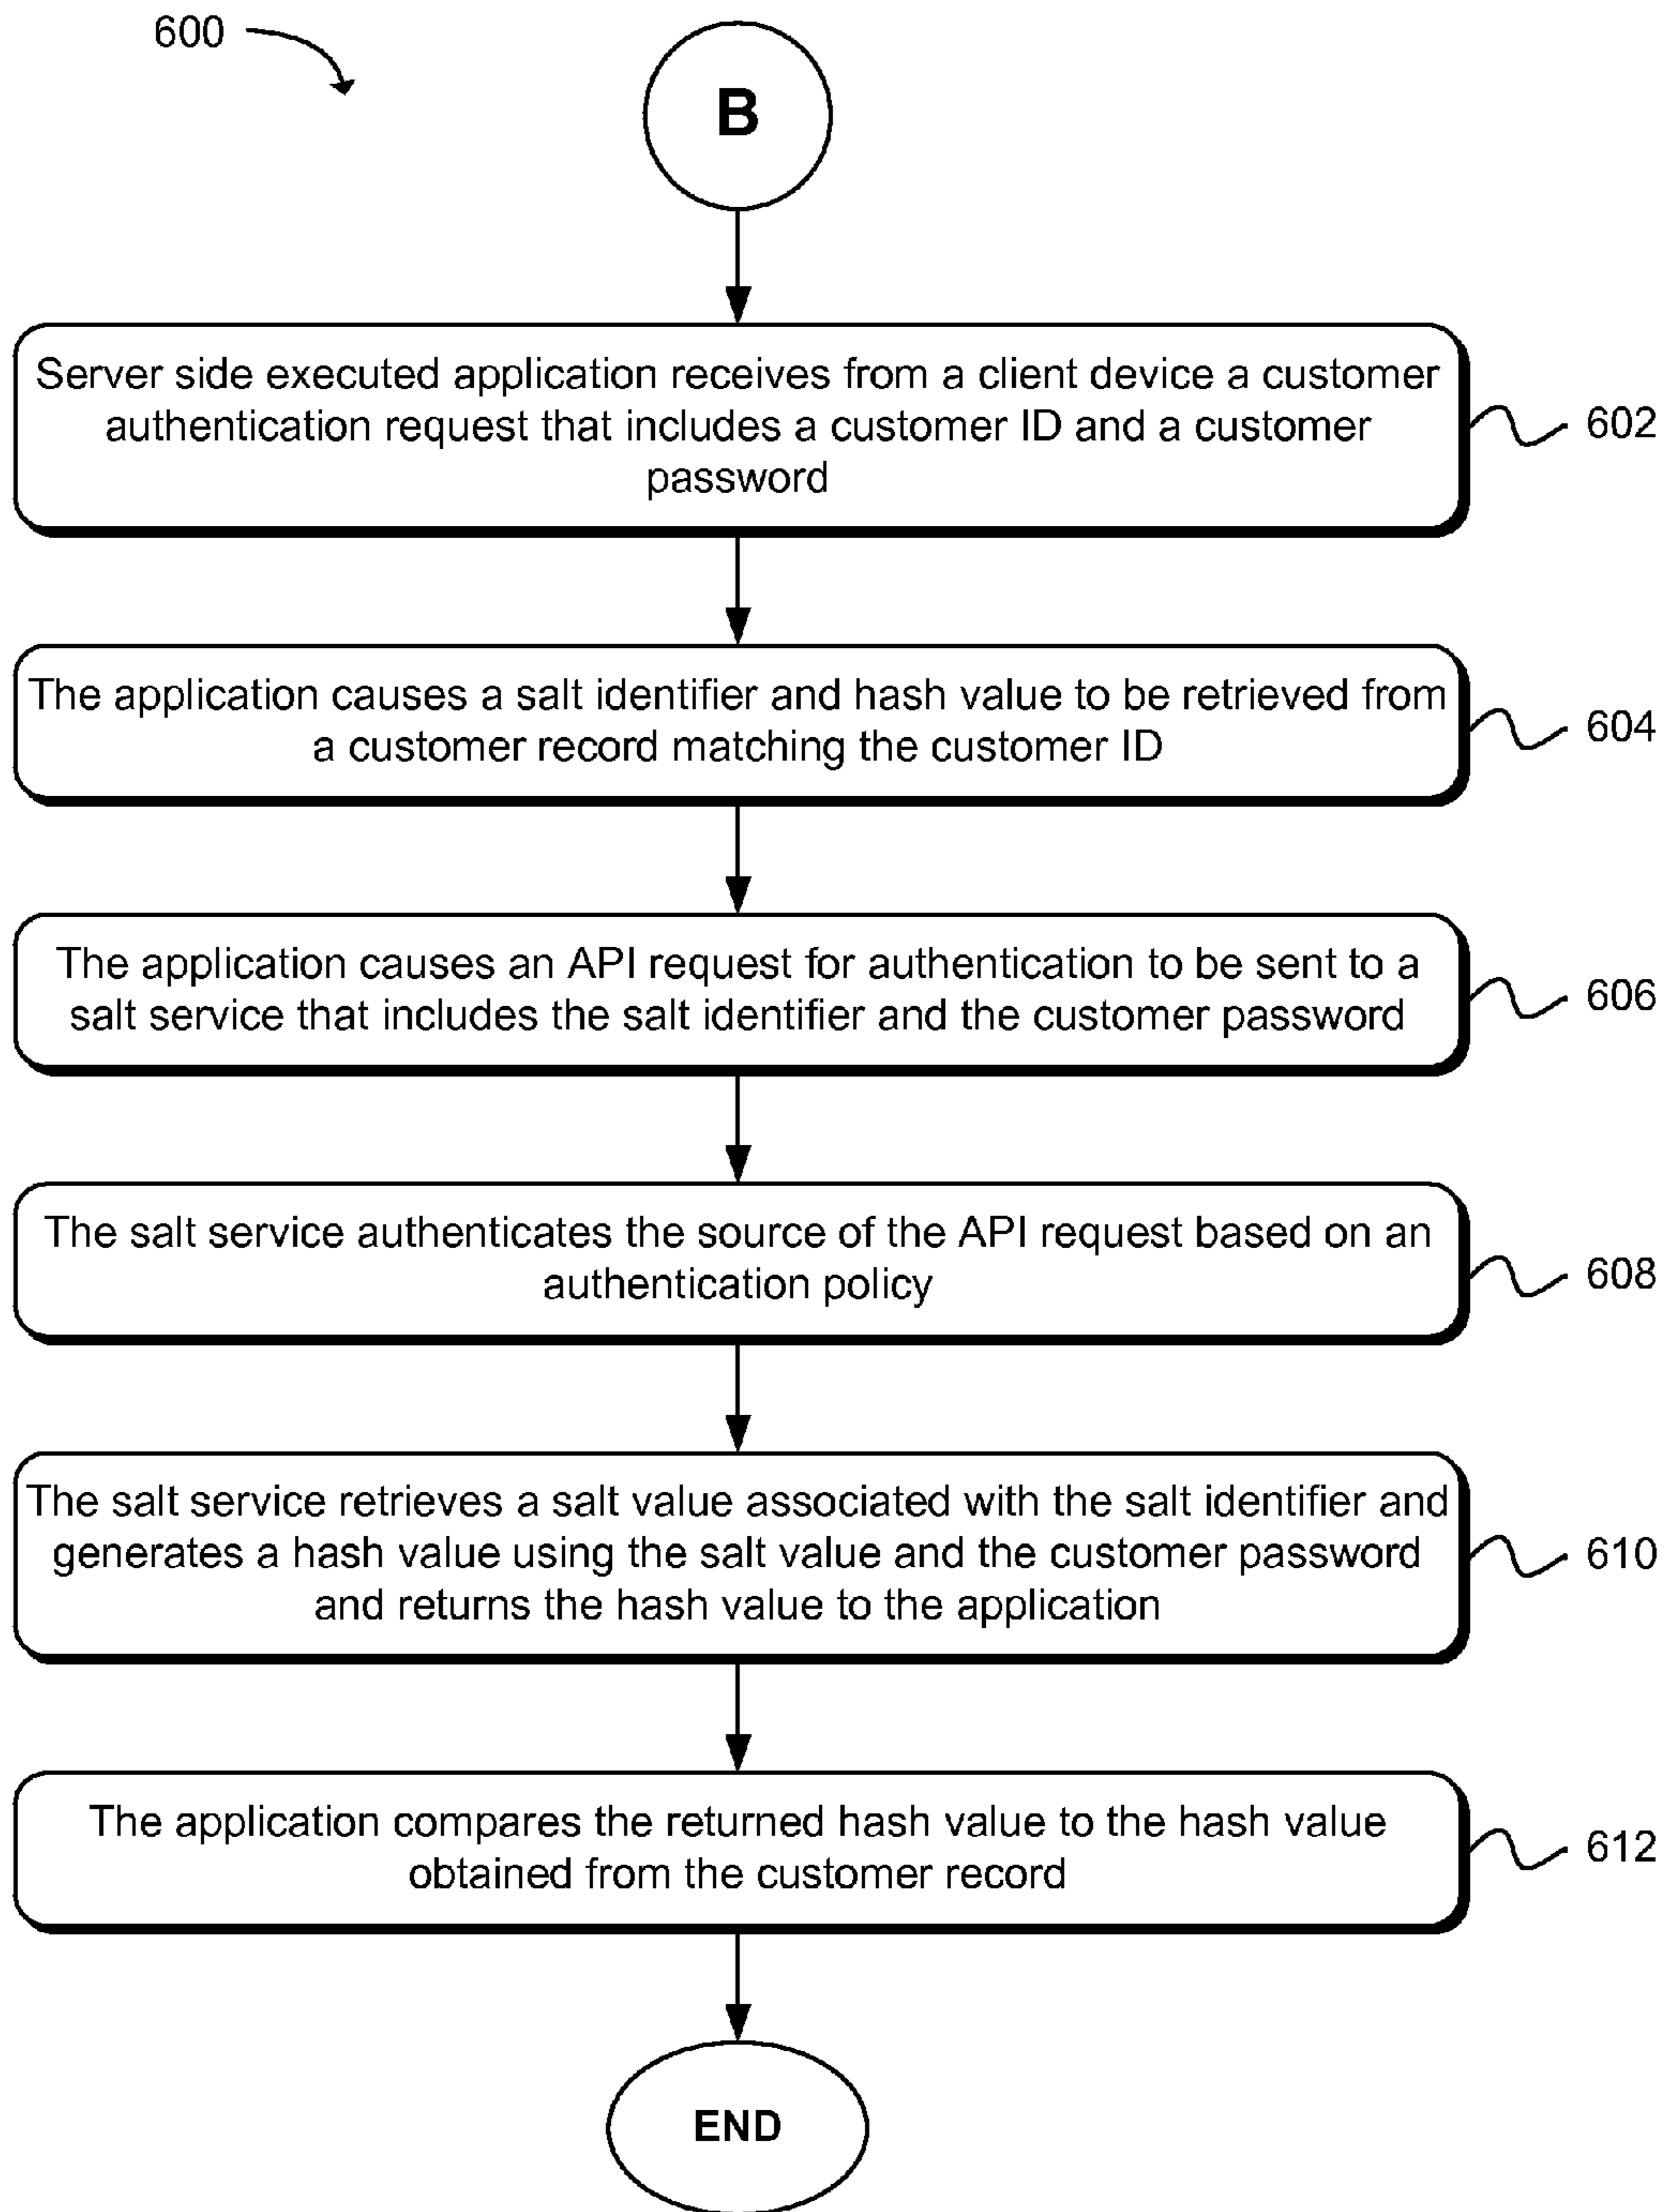 600
B
Server side executed application receives from a client device a customer
authentication request that includes a customer ID and a customer
password
602
The application causes a salt identifier and hash value to be retrieved from
a customer record matching the customer ID
604
The application causes an API request for authentication to be sent to a
salt service that includes the salt identifier and the customer password
606
The salt service authenticates the source of the API request based on an
authentication policy
608
The salt service retrieves a salt value associated with the salt identifier and
generates a hash value using the salt value and the customer password
and returns the hash value to the application
610
The application compares the returned hash value to the hash value
obtained from the customer record
612
END